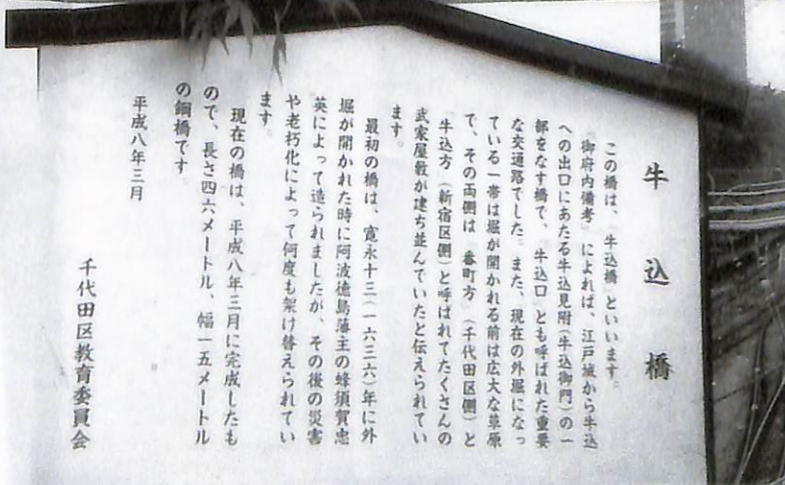 牛込橋
この橋は、「牛込橋」といいます。
『御府内備考』によれば、江戸城から牛込
への出口にあたる牛込見附(牛込御門)の一
部をなす橋で、「牛込口」とも呼ばれた重要
な交通路でした。また、現在の外堀になっ
ている一帯は堀が開かれる前は広大な草原
で、その両側は「番町方」(千代田区側)と
「牛込方」(新宿区側)と呼ばれてたくさんの
武家屋敷が建ち並んでいたと伝えられてい
ます。
最初の橋は、寛永十三(一六三六)年に外
堀が開かれた時に阿波徳島藩主の蜂須賀忠
英によって造られましたが、その後の災害
や老朽化によって何度も架け替えられてい
ます。
現在の橋は、平成八年三月に完成したも
ので、長さ四六メートル、幅一五メートル
の鋼橋です。
平成八年三月
千代田区教育委員会